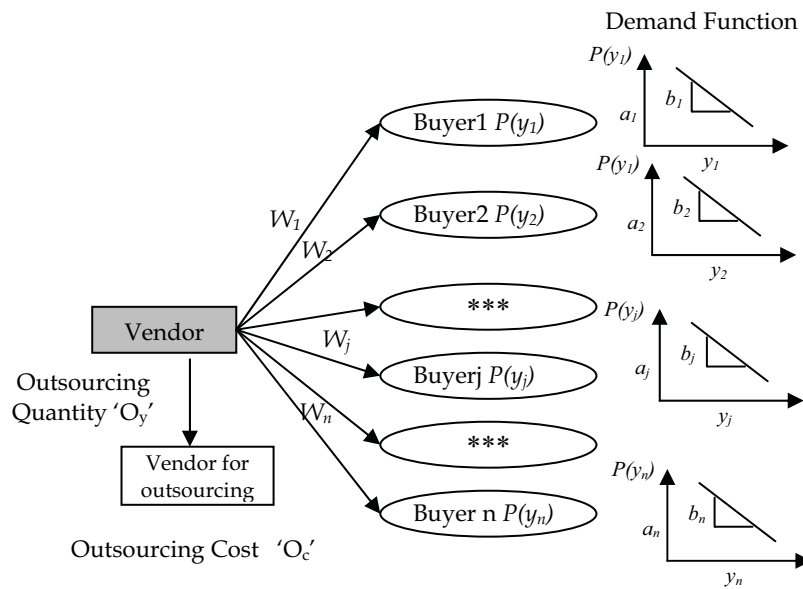 Demand Function
P(y1)
b1
a1
y1
Buyer1 P(y1)
P(y1)
b2
a2
y2
Buyer2 P(y2)
W1
W2
***
P(yj)
bj
aj
yj
Vendor
Wj
Buyerj P(yj)
Outsourcing
Quantity ‘Oy’
Wn
***
Vendor for
outsourcing
P(yn)
bn
an
yn
Buyer n P(yn)
Outsourcing Cost ‘Oc’